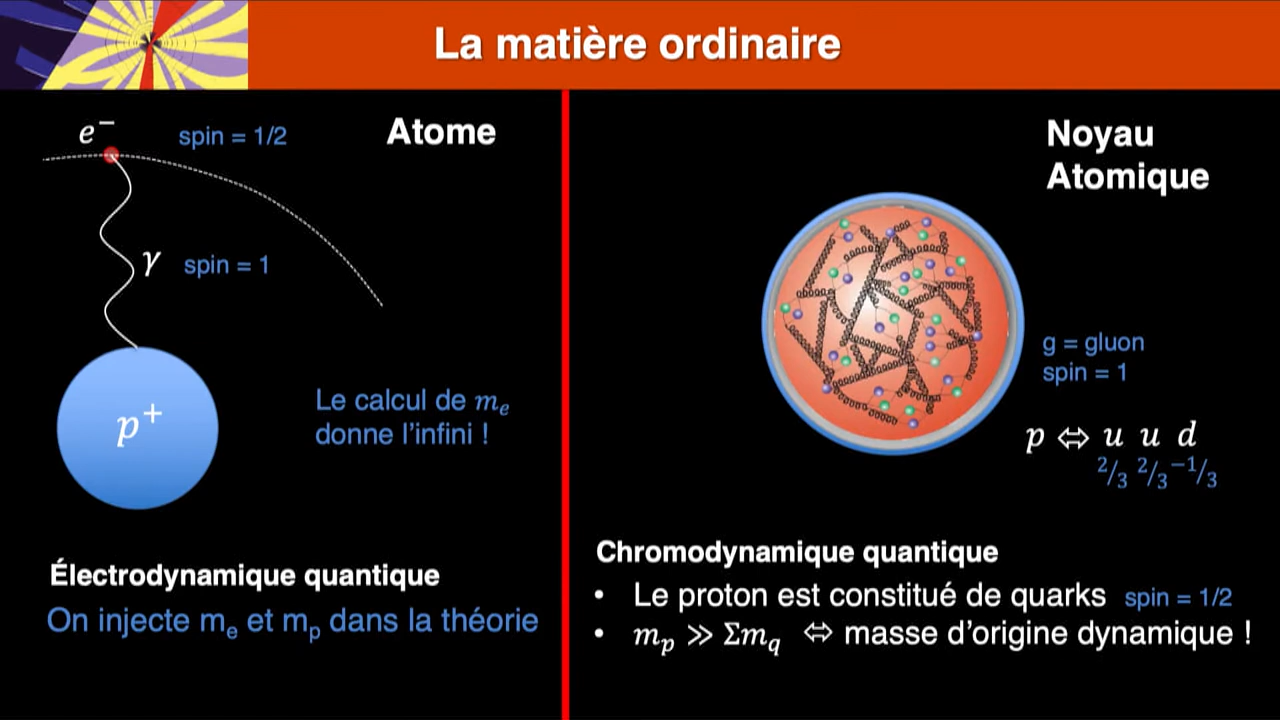 La matière ordinaire
e⁻ spin = 1/2
Atome
γ spin = 1
p⁺
Le calcul de mₑ
donne l'infini !
Électrodynamique quantique
On injecte mₑ et mₚ dans la théorie
Noyau
Atomique
g = gluon
spin = 1
p ⇔ u u d
2/3 2/3 −1/3
Chromodynamique quantique
• Le proton est constitué de quarks spin = 1/2
• mₚ ≫ Σm_q ⇔ masse d'origine dynamique !